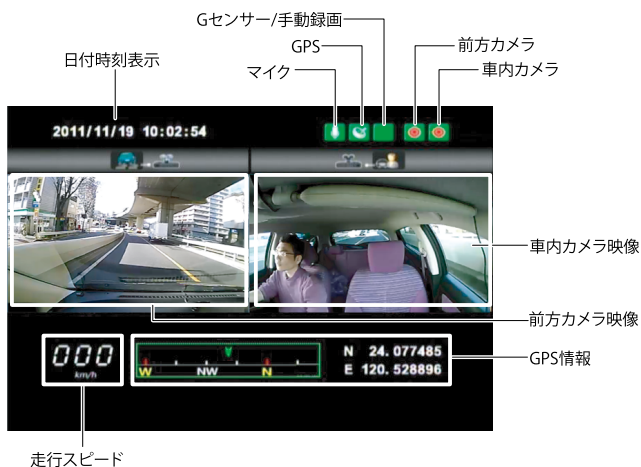 Gセンサー/手動録画
GPS
前方カメラ
日付時刻表示
マイク
車内カメラ
2011/11/19 10:02:54
車内カメラ映像
前方カメラ映像
000
km/h
W NW N
N 24.077485
E 120.528896
GPS情報
走行スピード